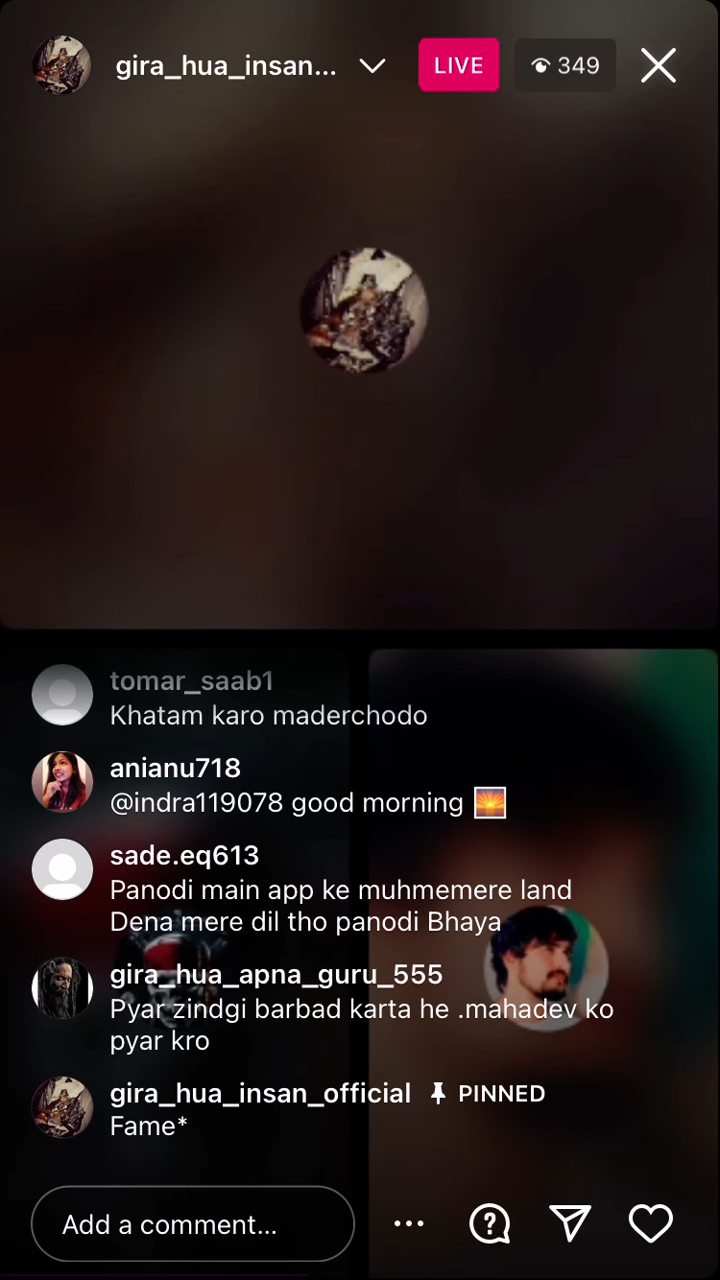 gira_hua_insan...
LIVE
349
tomar_saab1
Khatam karo maderchodo
anianu718
@indra119078 good morning 🌅
sade.eq613
Panodi main app ke muhmemere land
Dena mere dil tho panodi Bhaya
gira_hua_apna_guru_555
Pyar zindgi barbad karta he .mahadev ko
pyar kro
gira_hua_insan_official PINNED
Fame*
Add a comment...